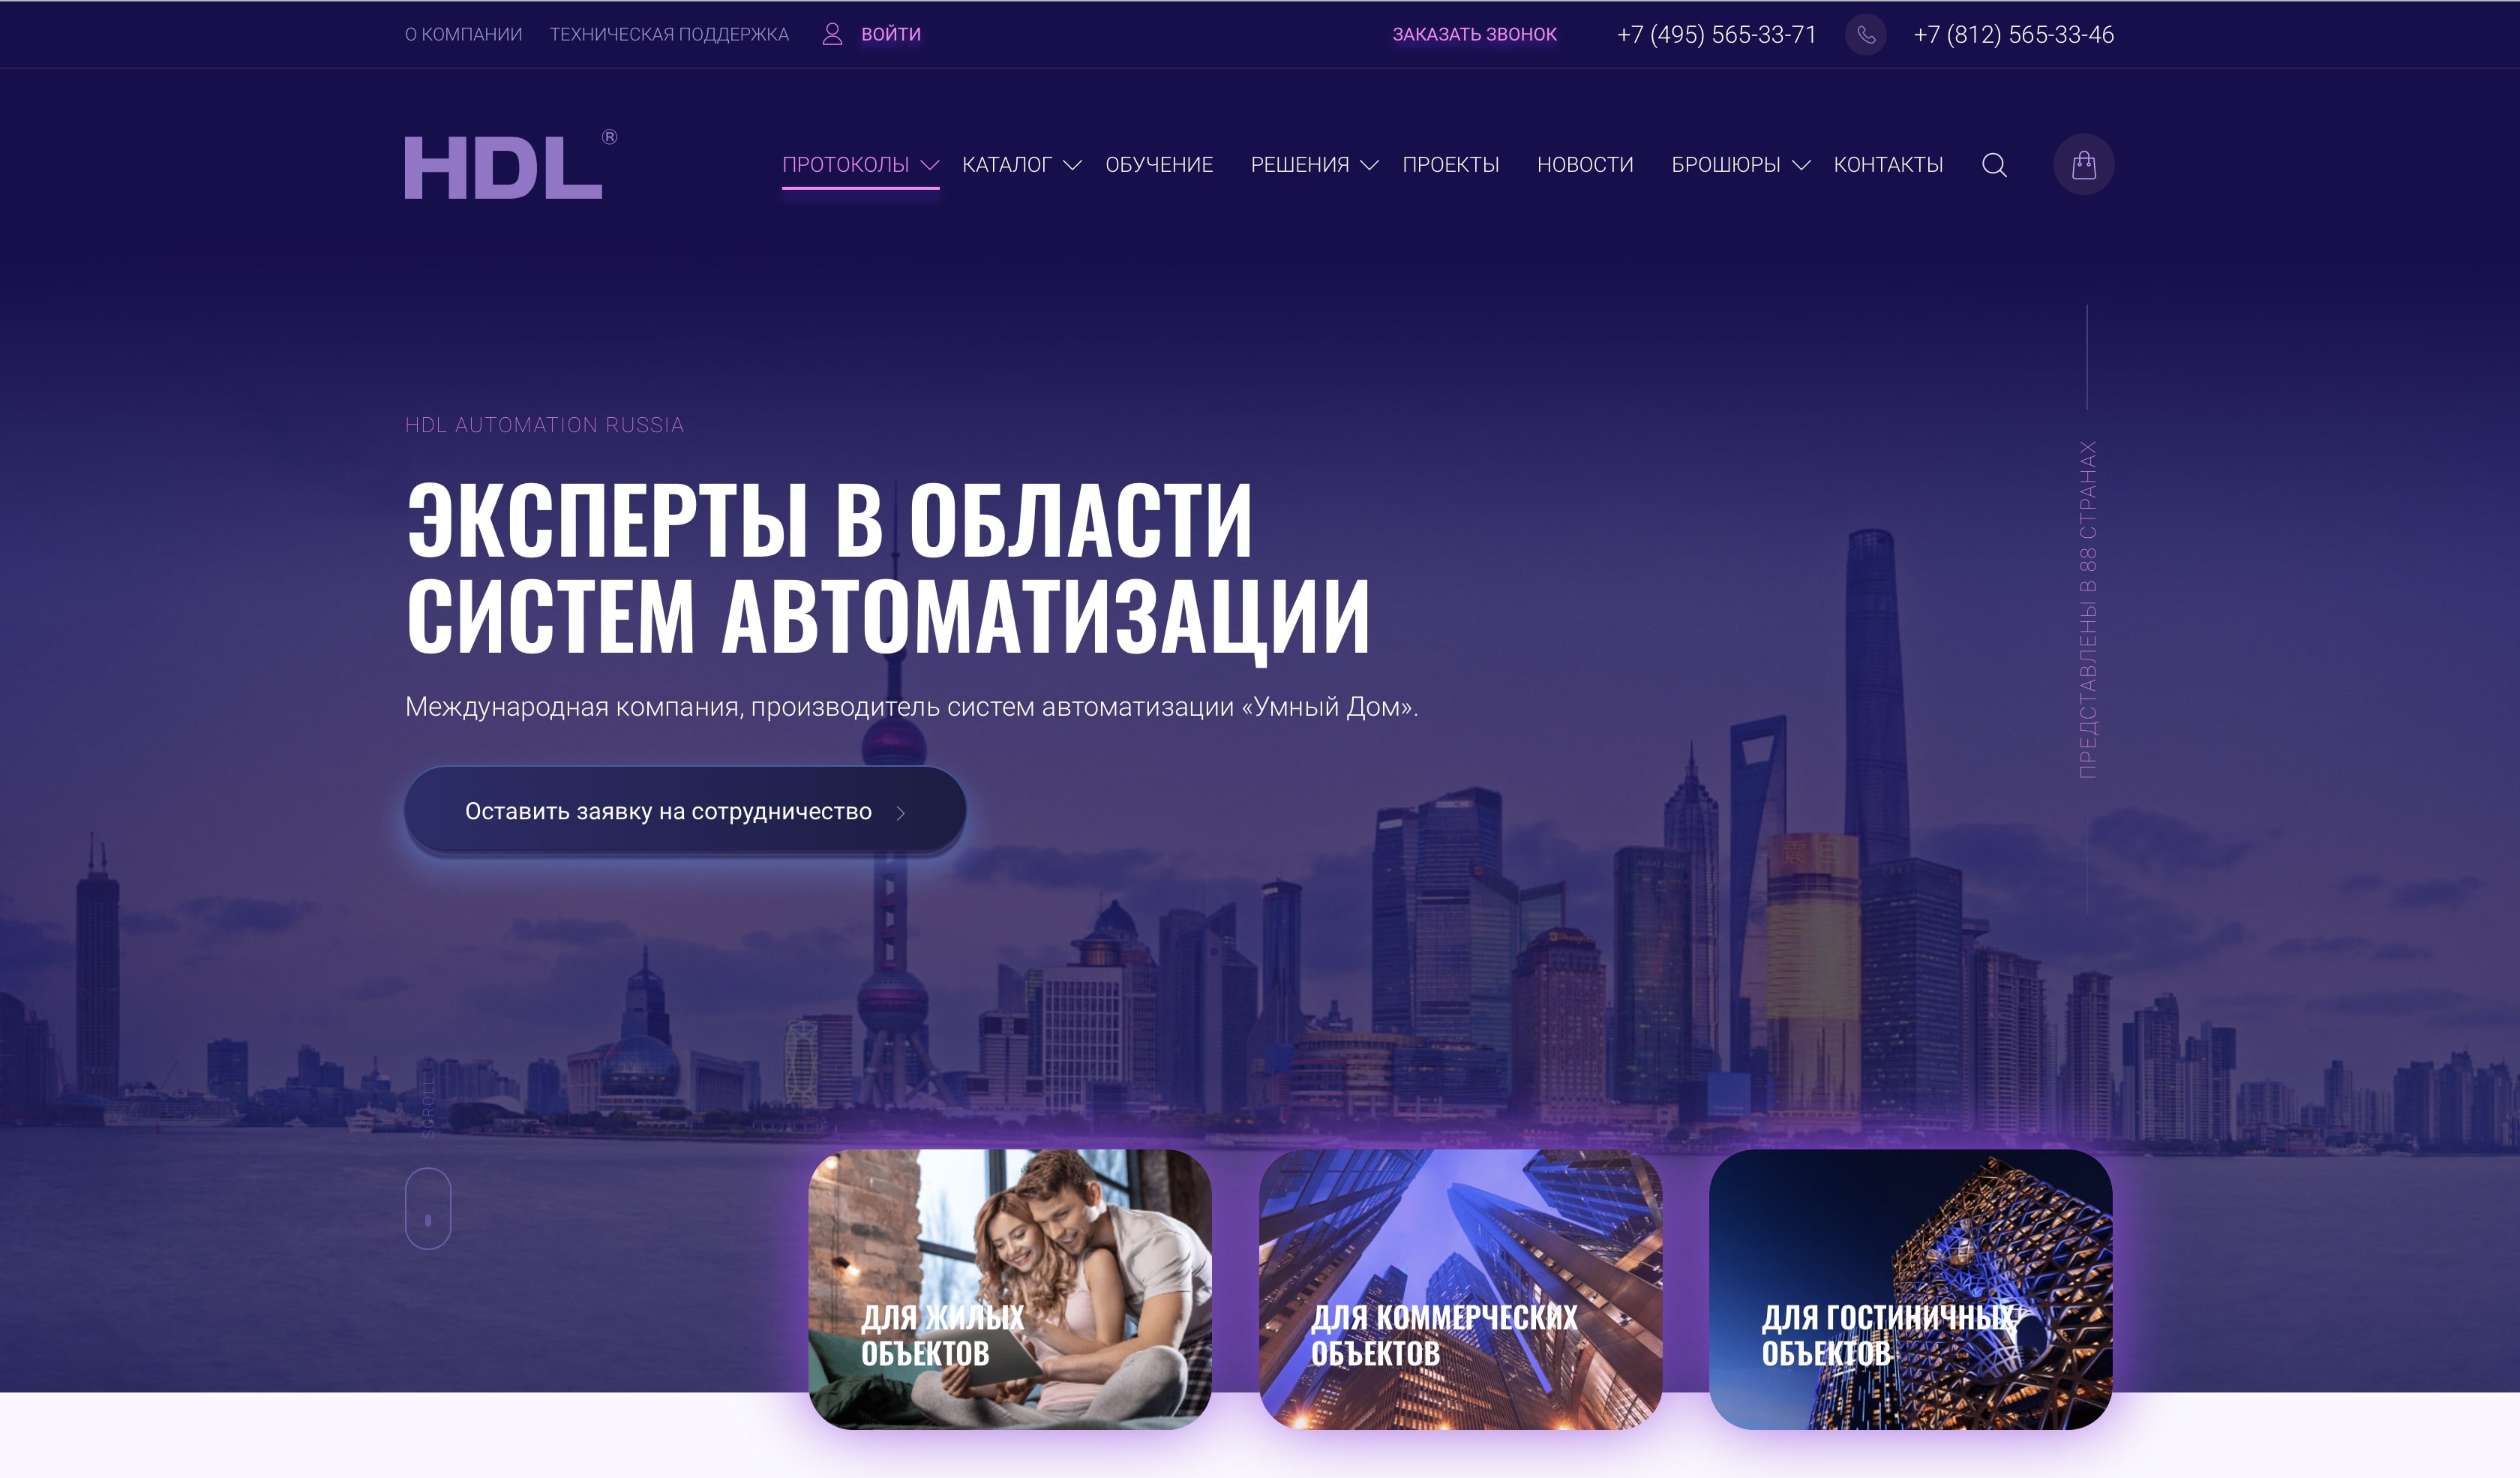 О КОМПАНИИ
ТЕХНИЧЕСКАЯ ПОДДЕРЖКА
ВОЙТИ
ЗАКАЗАТЬ ЗВОНОК
+7 (495) 565-33-71
+7 (812) 565-33-46
HDL®
ПРОТОКОЛЫ
КАТАЛОГ
ОБУЧЕНИЕ
РЕШЕНИЯ
ПРОЕКТЫ
НОВОСТИ
БРОШЮРЫ
КОНТАКТЫ
HDL AUTOMATION RUSSIA
ЭКСПЕРТЫ В ОБЛАСТИ
СИСТЕМ АВТОМАТИЗАЦИИ
Международная компания, производитель систем автоматизации «Умный Дом».
Оставить заявку на сотрудничество
ПРЕДСТАВЛЕНЫ В 88 СТРАНАХ
ДЛЯ ЖИЛЫХ
ОБЪЕКТОВ
ДЛЯ КОММЕРЧЕСКИХ
ОБЪЕКТОВ
ДЛЯ ГОСТИНИЧНЫХ
ОБЪЕКТОВ